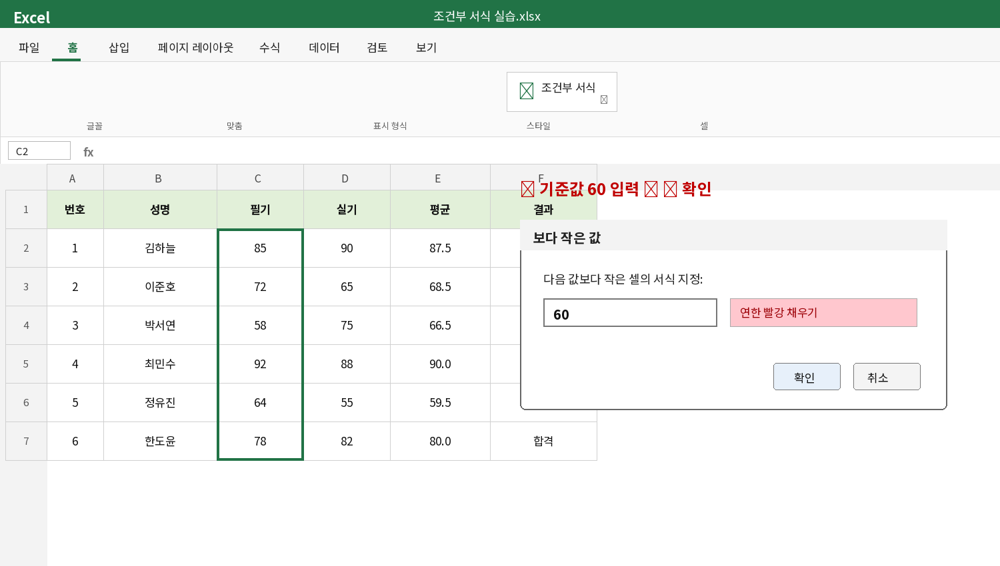 Excel 조건부 서식 실습.xlsx
파일 홈 삽입 페이지 레이아웃 수식 데이터 검토 보기
조건부 서식
글꼴 맞춤 표시 형식 스타일 셀
C2 fx
A B C D E F
기준값 60 입력 확인
1 번호 성명 필기 실기 평균 결과
보다 작은 값
2 1 김하늘 85 90 87.5
다음 값보다 작은 셀의 서식 지정:
3 2 이준호 72 65 68.5
60 연한 빨강 채우기
4 3 박서연 58 75 66.5
5 4 최민수 92 88 90.0
확인 취소
6 5 정유진 64 55 59.5
7 6 한도윤 78 82 80.0 합격